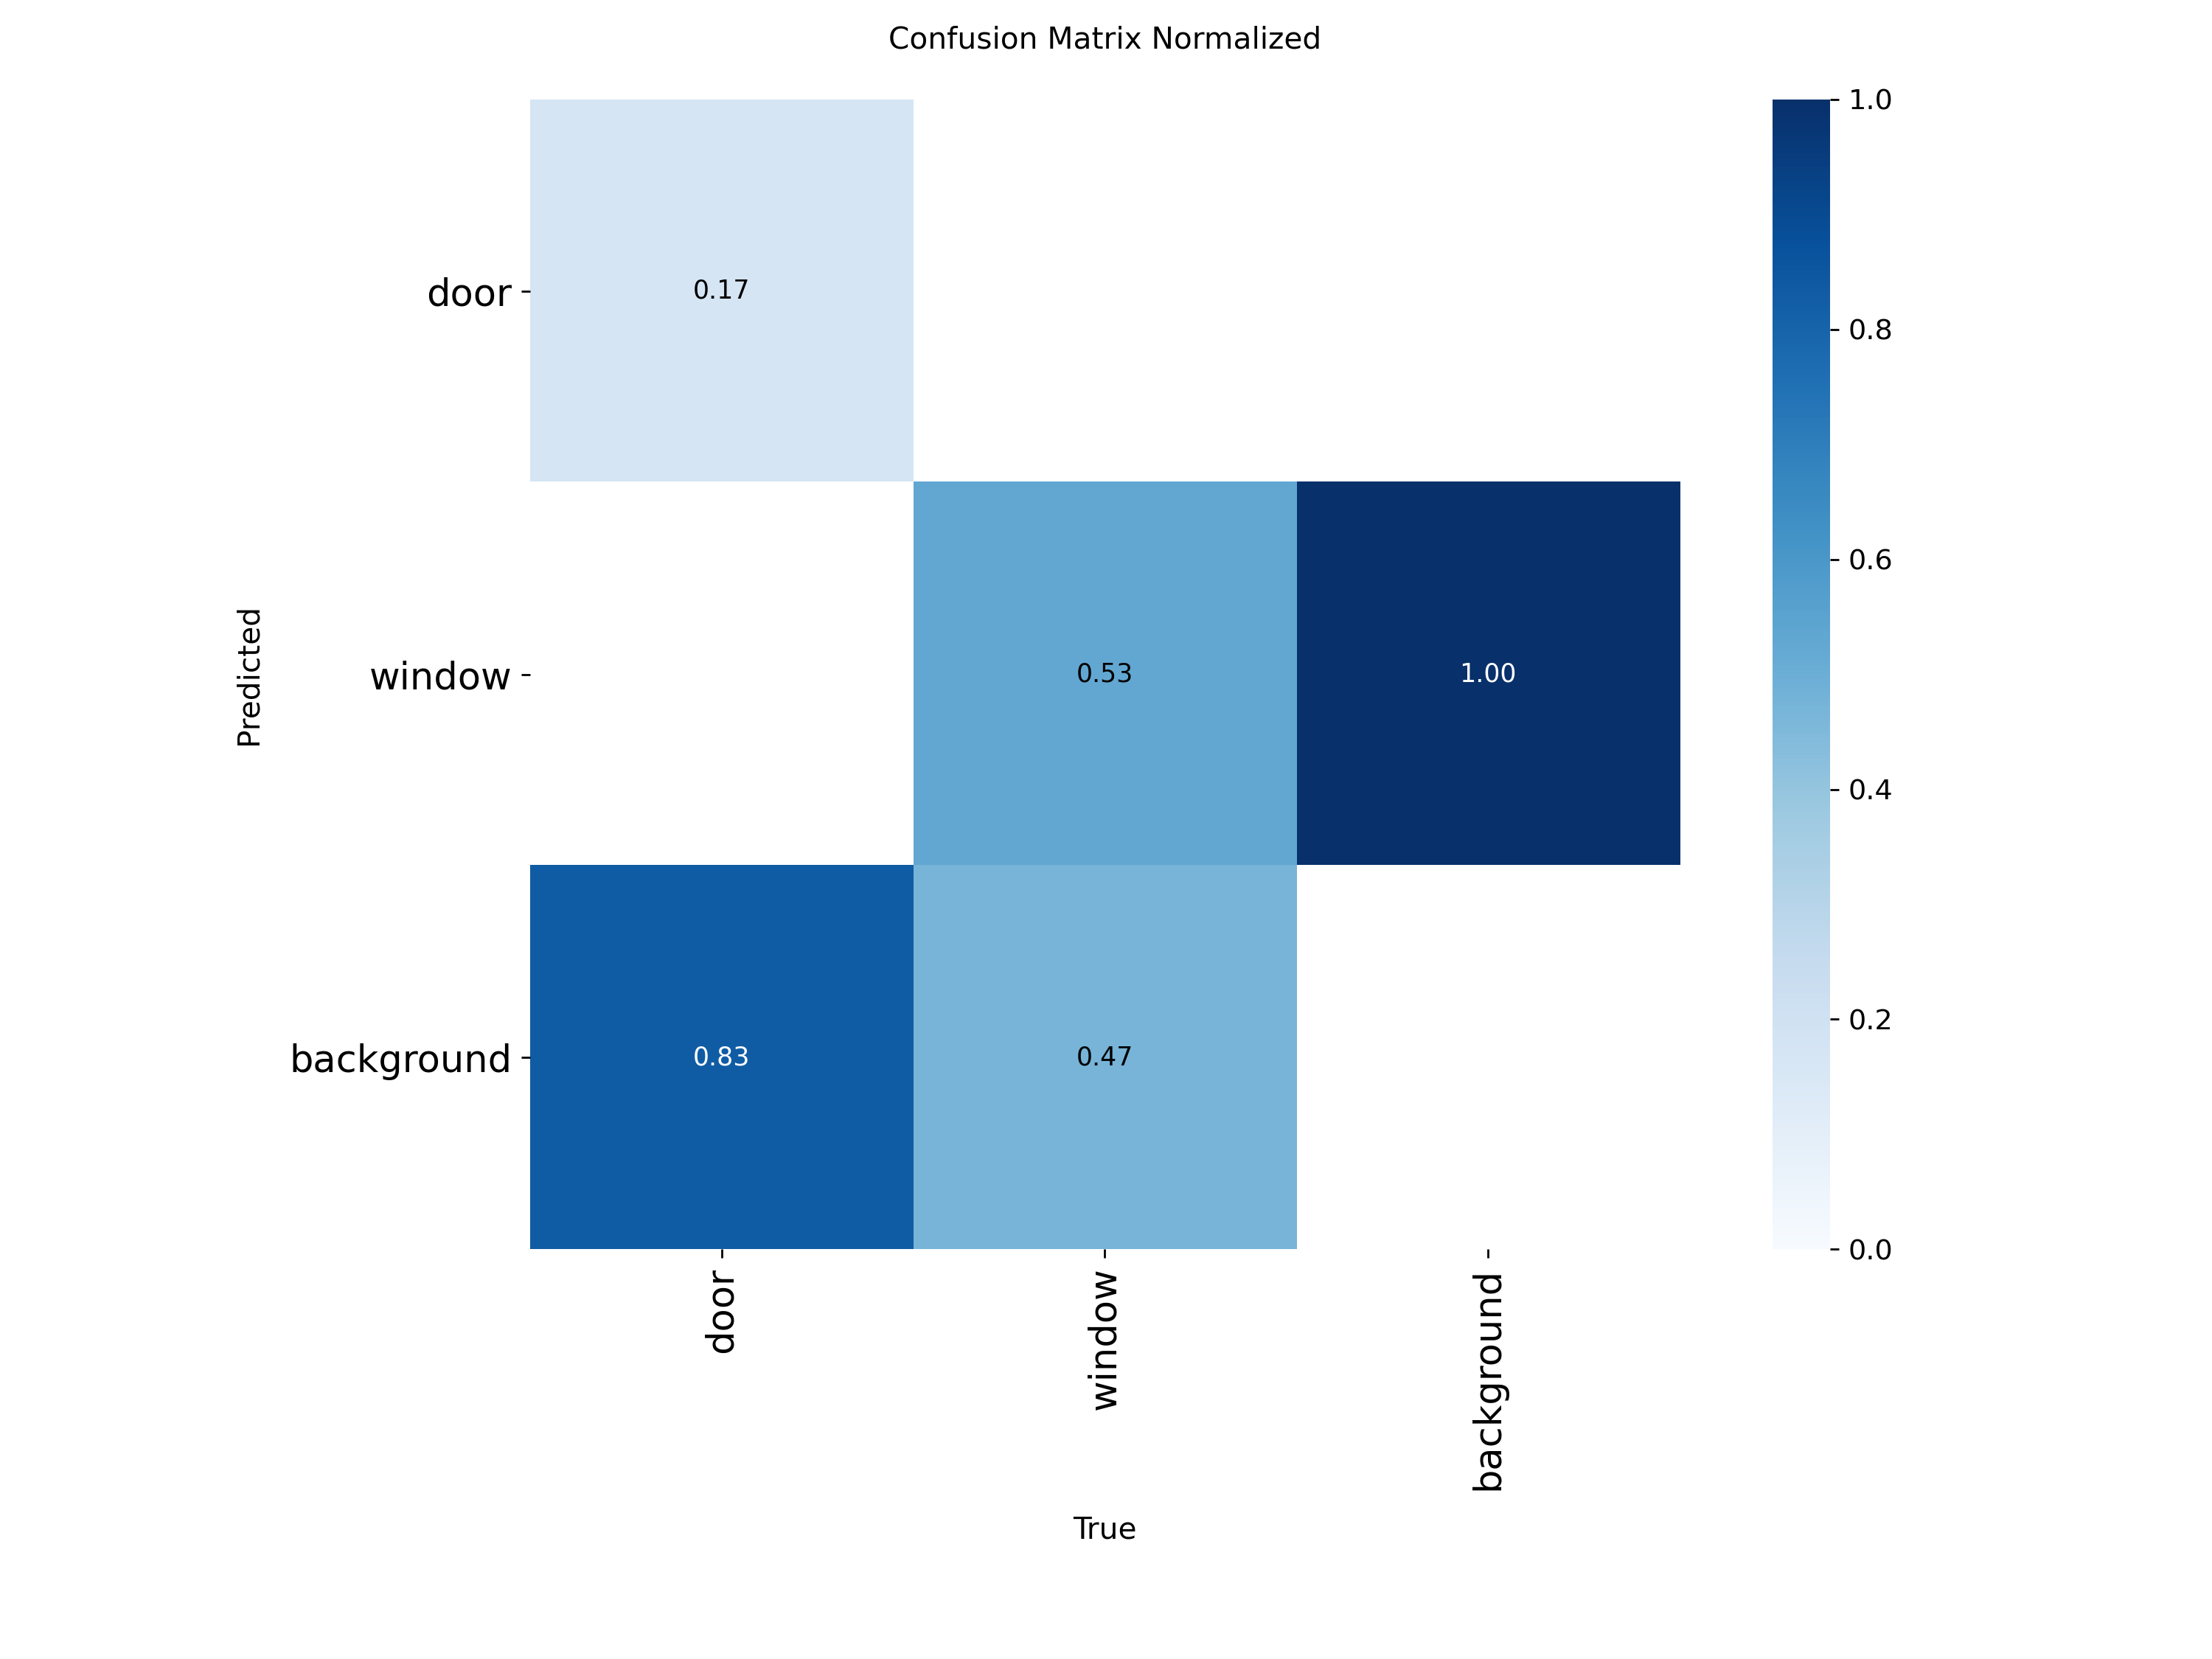 Confusion Matrix Normalized
1.0
0.8
0.6
0.4
0.2
0.0
Predicted
door
window
background
0.17
0.53
1.00
0.83
0.47
door
window
background
True